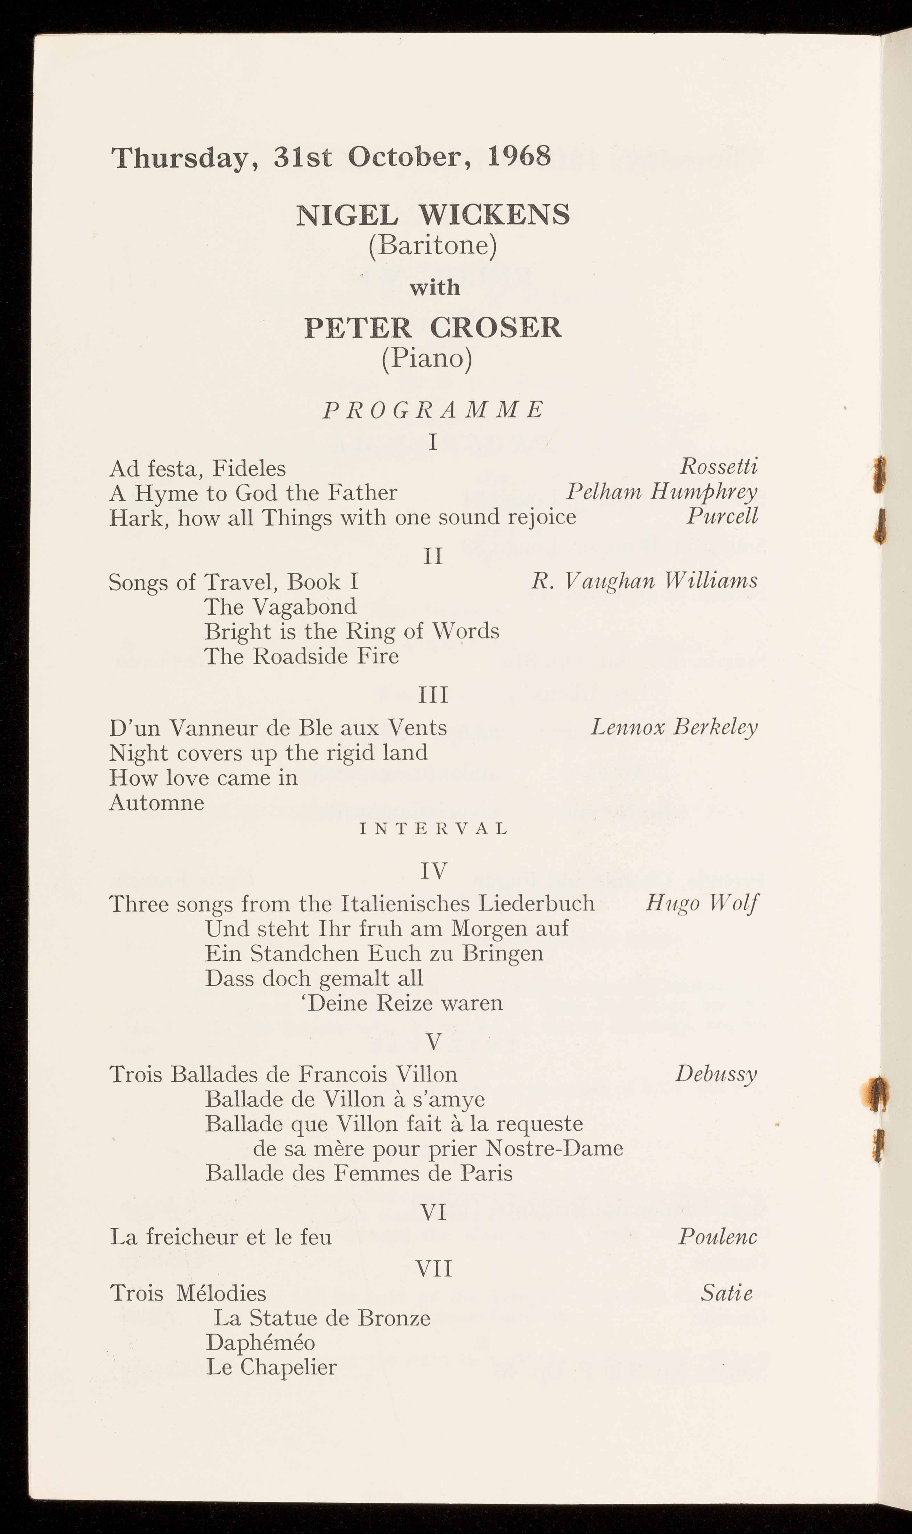 Thursday, 31st October, 1968
NIGEL WICKENS
(Baritone)
with
PETER CROSER
(Piano)
PROGRAMME
I
Ad festa, Fideles Rossetti
A Hyme to God the Father Pelham Humphrey
Hark, how all Things with one sound rejoice Purcell
II
Songs of Travel, Book I R. Vaughan Williams
The Vagabond
Bright is the Ring of Words
The Roadside Fire
III
D'un Vanneur de Ble aux Vents Lennox Berkeley
Night covers up the rigid land
How love came in
Automne
INTERVAL
IV
Three songs from the Italienisches Liederbuch Hugo Wolf
Und steht Ihr fruh am Morgen auf
Ein Standchen Euch zu Bringen
Dass doch gemalt all
‘Deine Reize waren
V
Trois Ballades de Francois Villon Debussy
Ballade de Villon à s'amye
Ballade que Villon fait à la requeste
de sa mère pour prier Nostre-Dame
Ballade des Femmes de Paris
VI
La freicheur et le feu Poulenc
VII
Trois Mélodies Satie
La Statue de Bronze
Daphéméo
Le Chapelier